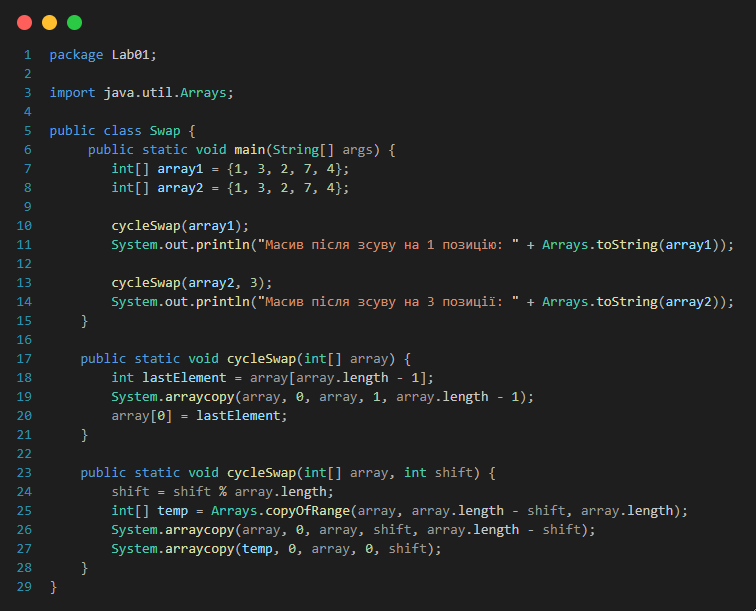 1 package Lab01;
2
3 import java.util.Arrays;
4
5 public class Swap {
6 public static void main(String[] args) {
7 int[] array1 = {1, 3, 2, 7, 4};
8 int[] array2 = {1, 3, 2, 7, 4};
9
10 cycleSwap(array1);
11 System.out.println("Масив після зсуву на 1 позицію: " + Arrays.toString(array1));
12
13 cycleSwap(array2, 3);
14 System.out.println("Масив після зсуву на 3 позиції: " + Arrays.toString(array2));
15 }
16
17 public static void cycleSwap(int[] array) {
18 int lastElement = array[array.length - 1];
19 System.arraycopy(array, 0, array, 1, array.length - 1);
20 array[0] = lastElement;
21 }
22
23 public static void cycleSwap(int[] array, int shift) {
24 shift = shift % array.length;
25 int[] temp = Arrays.copyOfRange(array, array.length - shift, array.length);
26 System.arraycopy(array, 0, array, shift, array.length - shift);
27 System.arraycopy(temp, 0, array, 0, shift);
28 }
29 }